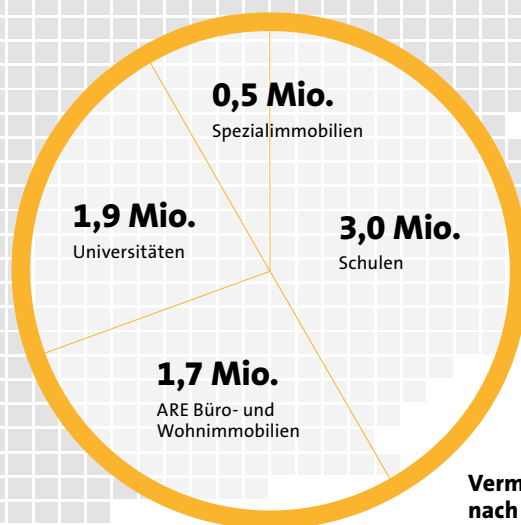 0,5 Mio.
Spezialimmobilien
1,9 Mio.
Universitäten
3,0 Mio.
Schulen
1,7 Mio.
ARE Büro- und
Wohnimmobilien
nach